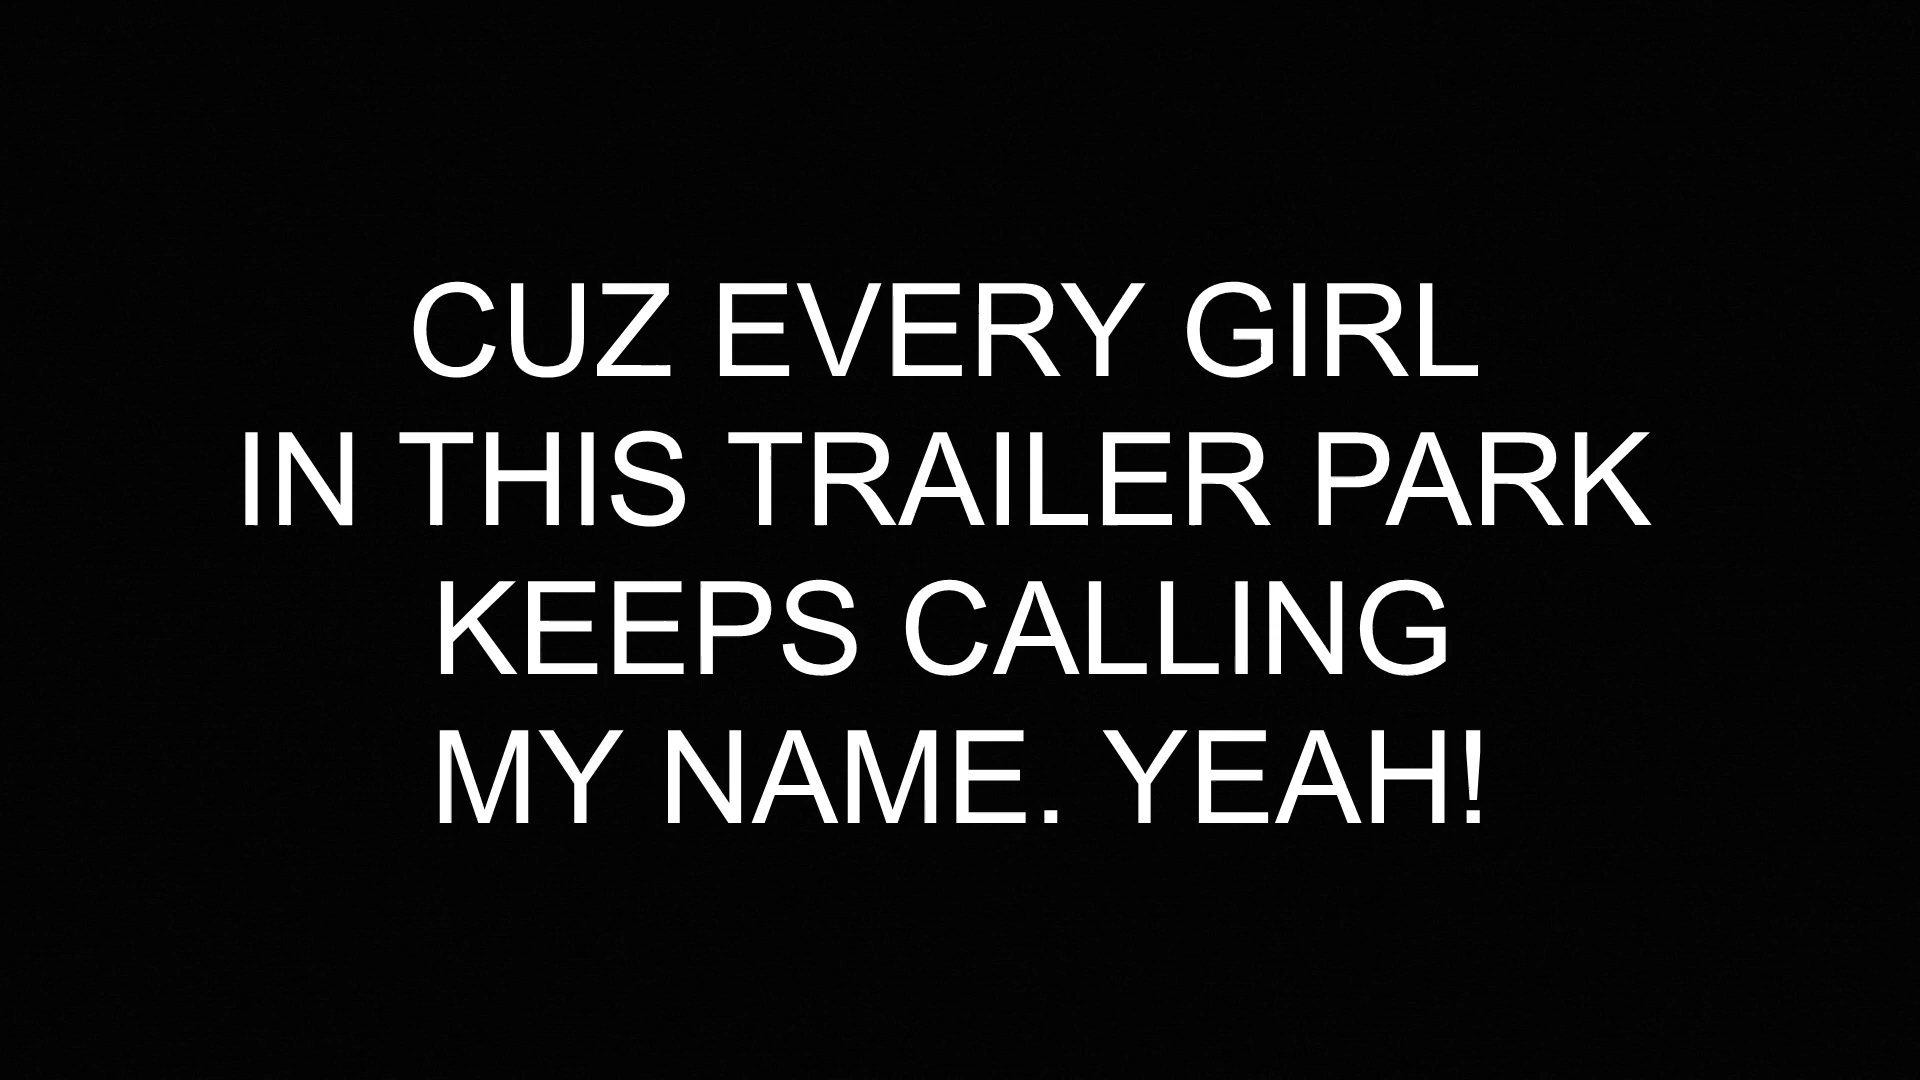 CUZ EVERY GIRL
IN THIS TRAILER PARK
KEEPS CALLING
MY NAME. YEAH!